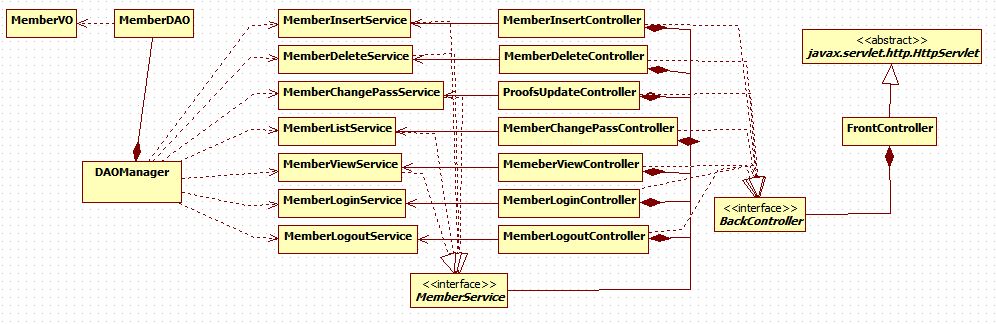 MemberVO
MemberDAO
MemberInsertService
MemberInsertController
<<abstract>>
javax.servlet.http.HttpServlet
MemberDeleteService
MemberDeleteController
MemberChangePassService
ProofsUpdateController
MemberListService
MemberChangePassController
FrontController
DAOManager
MemberViewService
MemeberViewController
MemberLoginService
MemberLoginController
<<interface>>
BackController
MemberLogoutService
MemberLogoutController
<<interface>>
MemberService